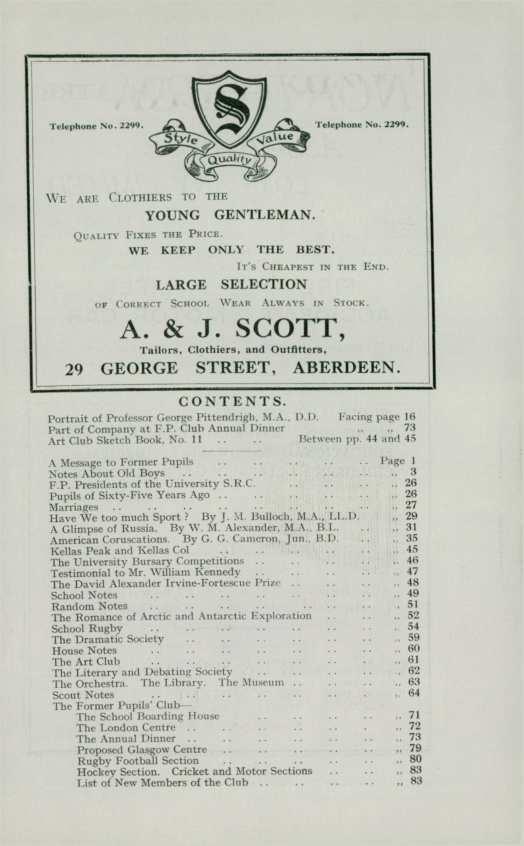 S
Telephone No. 2299.
Telephone No. 2299.
Style
Value
Quality
WE ARE CLOTHIERS TO THE
YOUNG GENTLEMAN.
QUALITY FIXES THE PRICE.
WE KEEP ONLY THE BEST.
IT'S CHEAPEST IN THE END.
LARGE SELECTION
OF CORRECT SCHOOL WEAR ALWAYS IN STOCK.
A. & J. SCOTT,
Tailors, Clothiers, and Outfitters,
29 GEORGE STREET, ABERDEEN.
CONTENTS.
Portrait of Professor George Pittendrigh, M.A., D.D. Facing page 16
Part of Company at F.P. Club Annual Dinner ,, ,, 73
Art Club Sketch Book, No. 11 .. .. Between pp. 44 and 45
A Message to Former Pupils .. .. .. .. .. Page 1
Notes About Old Boys .. .. .. .. .. .. ,, 3
F.P. Presidents of the University S.R.C. .. .. .. ,, 26
Pupils of Sixty-Five Years Ago .. .. .. .. .. ,, 26
Marriages .. .. .. .. .. .. .. ,, 27
Have We too much Sport? By J. M. Bulloch, M.A., LL.D. ,, 29
A Glimpse of Russia. By W. M. Alexander, M.A., B.L. .. ,, 31
American Coruscations. By G. G. Cameron, Jun., B.D. .. ,, 35
Kellas Peak and Kellas Col .. .. .. .. .. ,, 45
The University Bursary Competitions .. .. .. .. ,, 46
Testimonial to Mr. William Kennedy .. .. .. .. ,, 47
The David Alexander Irvine-Fortescue Prize .. .. .. ,, 48
School Notes .. .. .. .. .. .. .. ,, 49
Random Notes .. .. .. .. .. .. .. ,, 51
The Romance of Arctic and Antarctic Exploration .. .. ,, 52
School Rugby .. .. .. .. .. .. .. ,, 54
The Dramatic Society .. .. .. .. .. .. ,, 59
House Notes .. .. .. .. .. .. .. ,, 60
The Art Club .. .. .. .. .. .. .. ,, 61
The Literary and Debating Society .. .. .. .. ,, 62
The Orchestra. The Library. The Museum .. .. .. ,, 63
Scout Notes .. .. .. .. .. .. .. ,, 64
The Former Pupils' Club—
The School Boarding House .. .. .. .. ,, 71
The London Centre .. .. .. .. .. .. ,, 72
The Annual Dinner .. .. .. .. .. .. ,, 73
Proposed Glasgow Centre .. .. .. .. .. ,, 79
Rugby Football Section .. .. .. .. .. ,, 80
Hockey Section. Cricket and Motor Sections .. .. ,, 83
List of New Members of the Club .. .. .. .. ,, 83